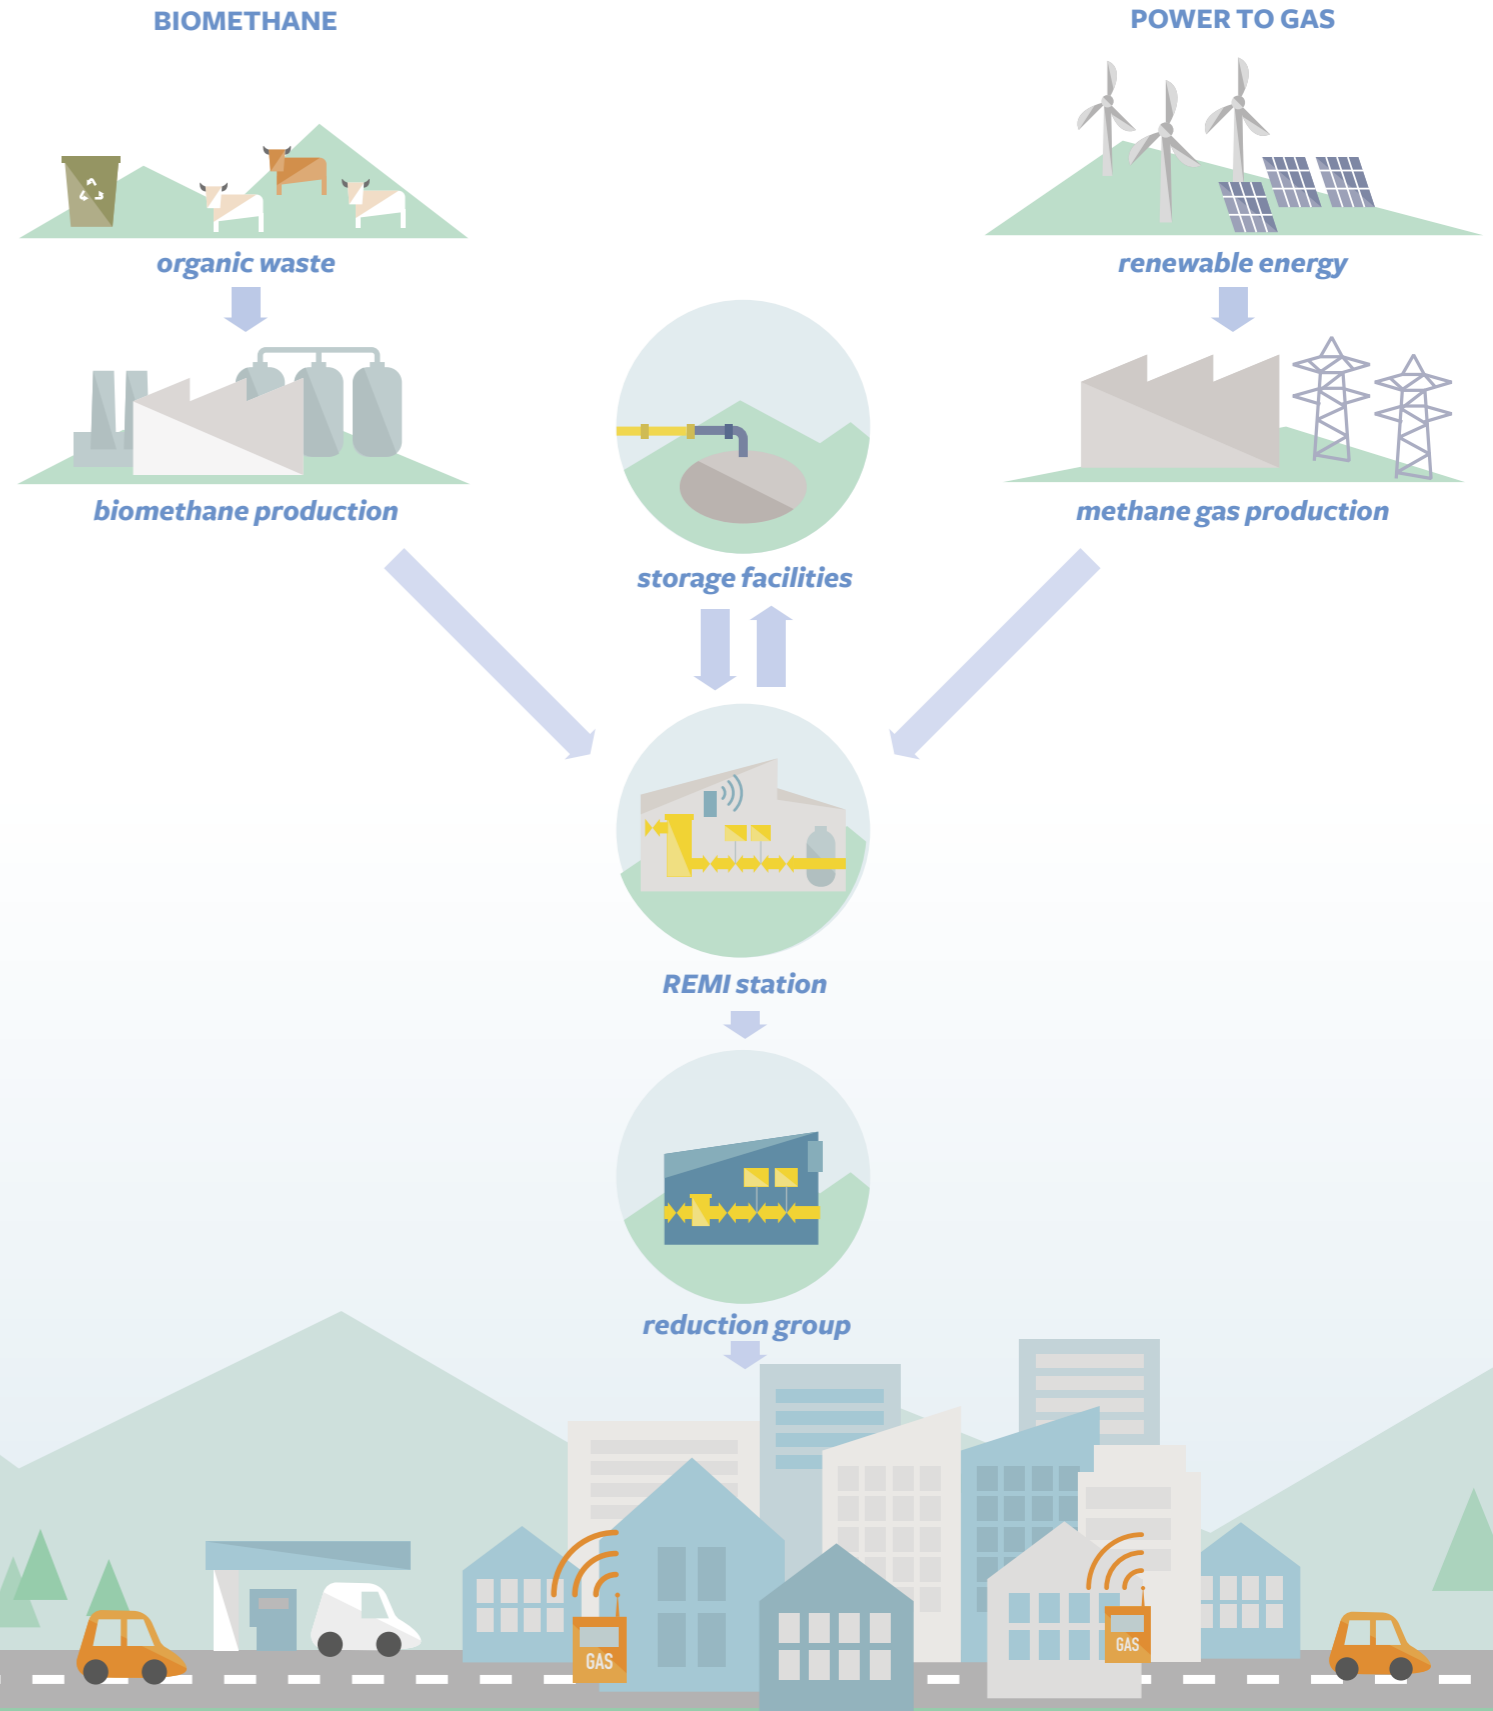 BIOMETHANE
POWER TO GAS
organic waste
renewable energy
biomethane production
methane gas production
storage facilities
REMI station
reduction group
GAS
GAS